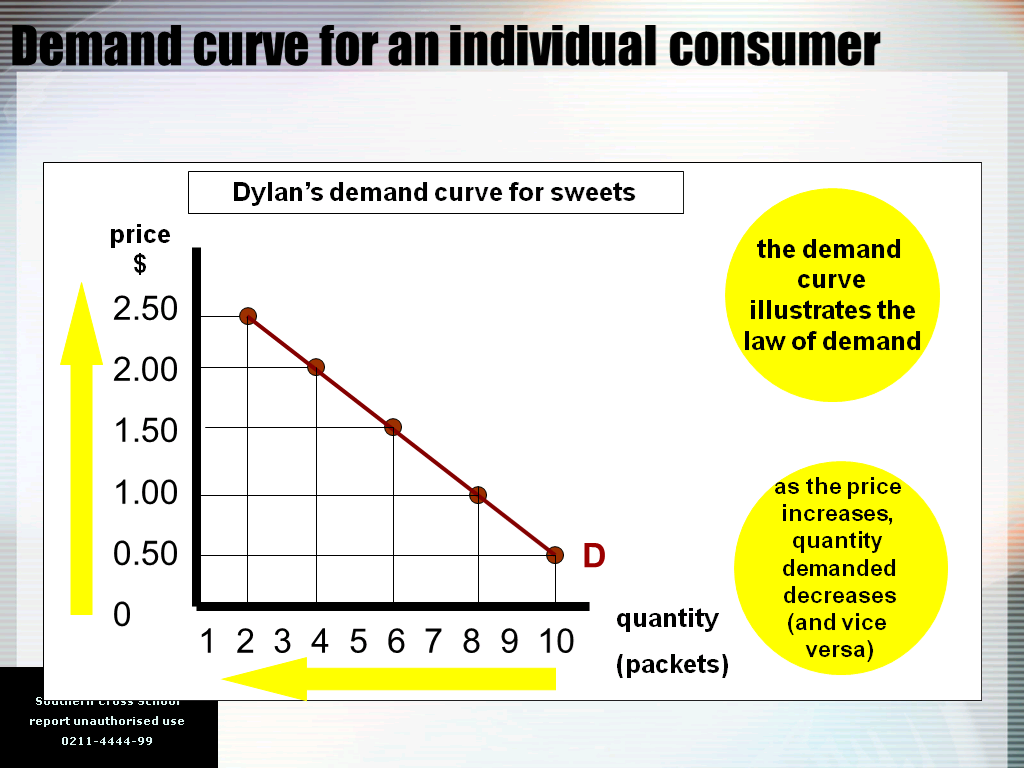 Demand curve for an individual consumer
Dylan’s demand curve for sweets
price
$
2.50
2.00
1.50
1.00
0.50
0
1 2 3 4 5 6 7 8 9 10
D
quantity
(packets)
the demand
curve
illustrates the
law of demand
as the price
increases,
quantity
demanded
decreases
(and vice
versa)
Southern Cross School
report unauthorised use
0211-4444-99